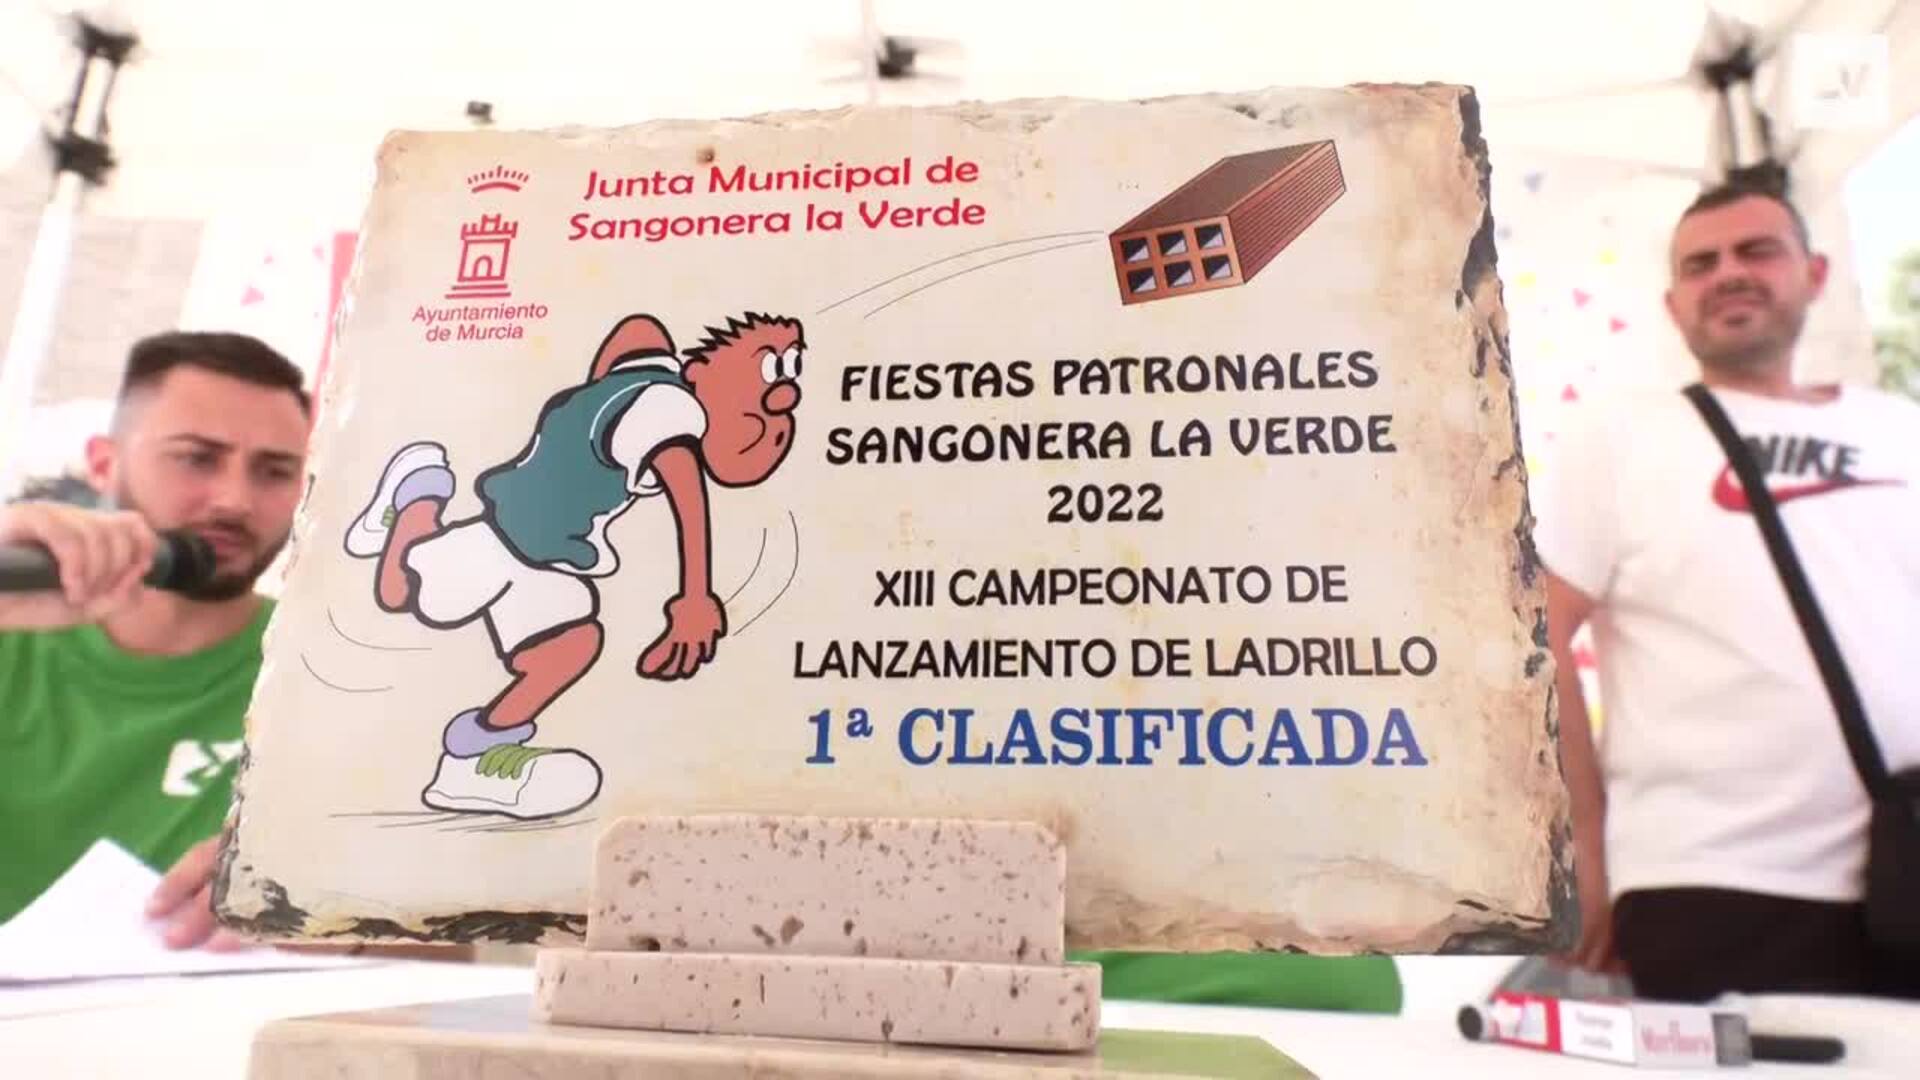 Junta Municipal de
Sangonera la Verde
Ayuntamiento
de Murcia
FIESTAS PATRONALES
SANGONERA LA VERDE
2022
XIII CAMPEONATO DE
LANZAMIENTO DE LADRILLO
1ª CLASIFICADA
NIKE
Marlboro